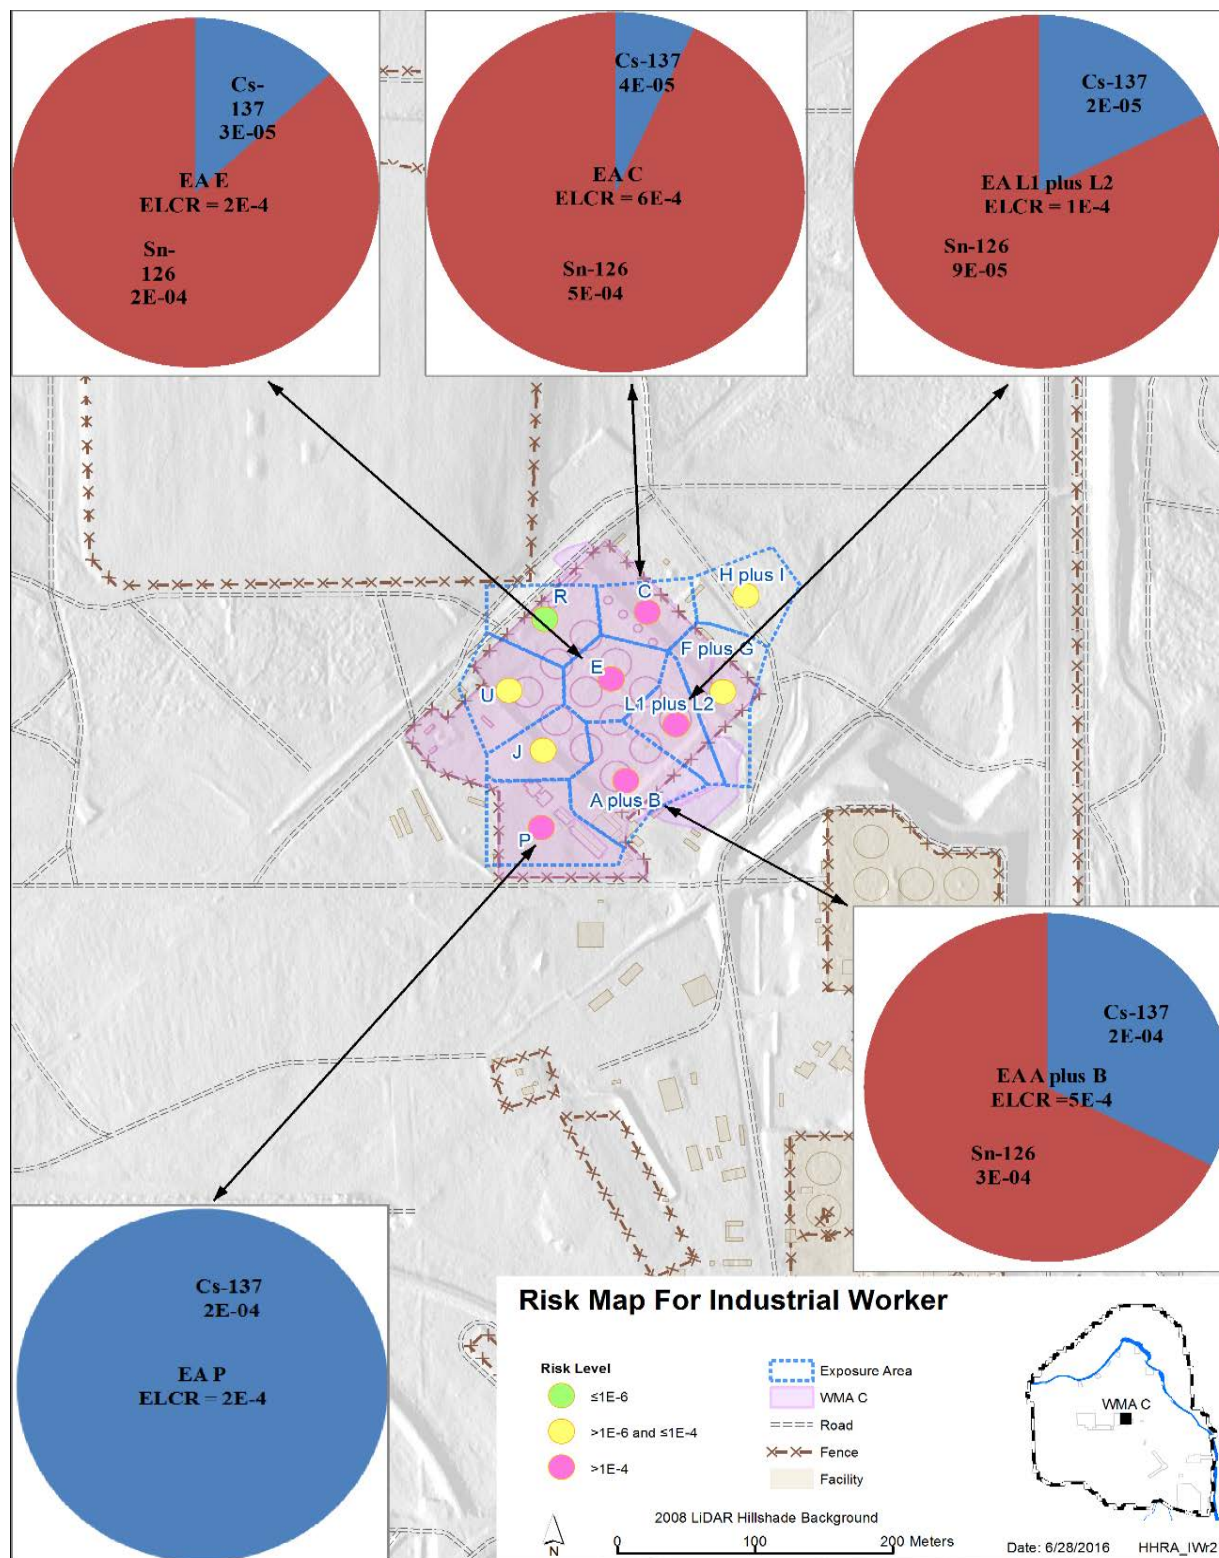 Cs-
137
3E-05
EA E
ELCR = 2E-4
Sn-
126
2E-04
Cs-137
4E-05
EA C
ELCR = 6E-4
Sn-126
5E-04
Cs-137
2E-05
EA L1 plus L2
ELCR = 1E-4
Sn-126
9E-05
H plus I
R
C
F plus G
E
U
L1 plus L2
J
A plus B
P
Cs-137
2E-04
EA A plus B
ELCR =5E-4
Sn-126
3E-04
Cs-137
2E-04
EA P
ELCR = 2E-4
Risk Map For Industrial Worker
Risk Level
≤1E-6
>1E-6 and ≤1E-4
>1E-4
Exposure Area
WMA C
Road
Fence
Facility
WMA C
2008 LiDAR Hillshade Background
N
0 100 200 Meters
Date: 6/28/2016 HHRA_IWr2